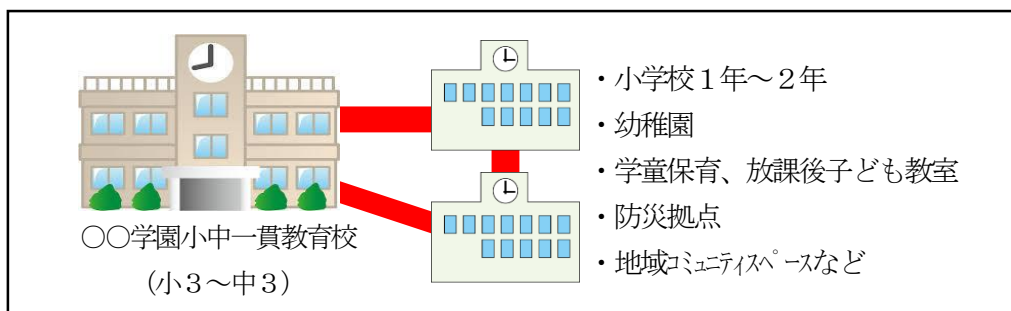 ・小学校１年～２年
・幼稚園
・学童保育、放課後子ども教室
・防災拠点
・地域ｺﾐｭﾆﾃｨｽﾍﾟｰｽなど
〇〇学園小中一貫教育校
（小３～中３）